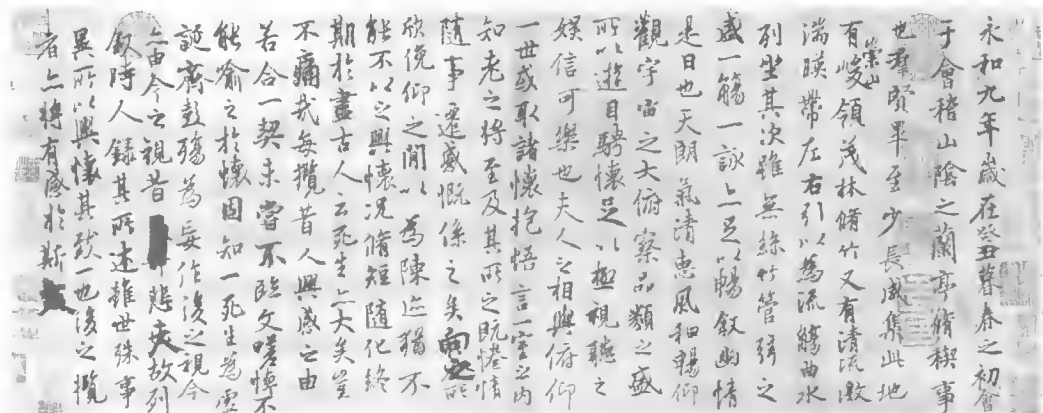 永和九年歲在癸丑暮春之初會
于會稽山陰之蘭亭脩稧事
也羣賢畢至少長咸集此地
有崇山峻領茂林脩竹又有清流激
湍暎帶左右引以為流觴曲水
列坐其次雖無絲竹管弦之
盛一觴一詠亦足以暢敘幽情
是日也天朗氣清惠風和暢仰
觀宇宙之大俯察品類之盛
所以遊目騁懷足以極視聽之
娛信可樂也夫人之相與俯仰
一世或取諸懷抱悟言一室之內
知老之將至及其所之既惓情
隨事遷感慨係之矣向之所
欣俛仰之閒以為陳迹猶不
能不以之興懷況脩短隨化終
期於盡古人云死生亦大矣豈
不痛哉每攬昔人興感之由
若合一契未嘗不臨文嗟悼不
能喻之於懷固知一死生為虛
誕齊彭殤為妄作後之視今
亦由今之視昔悲夫故列
敘時人錄其所述雖世殊事
異所以興懷其致一也後之攬
者亦將有感於斯文